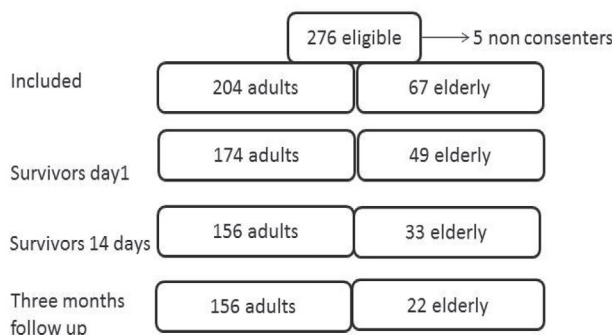 276 eligible
5 non consenters
Included
204 adults
67 elderly
Survivors day1
174 adults
49 elderly
Survivors 14 days
156 adults
33 elderly
Three months
follow up
156 adults
22 elderly